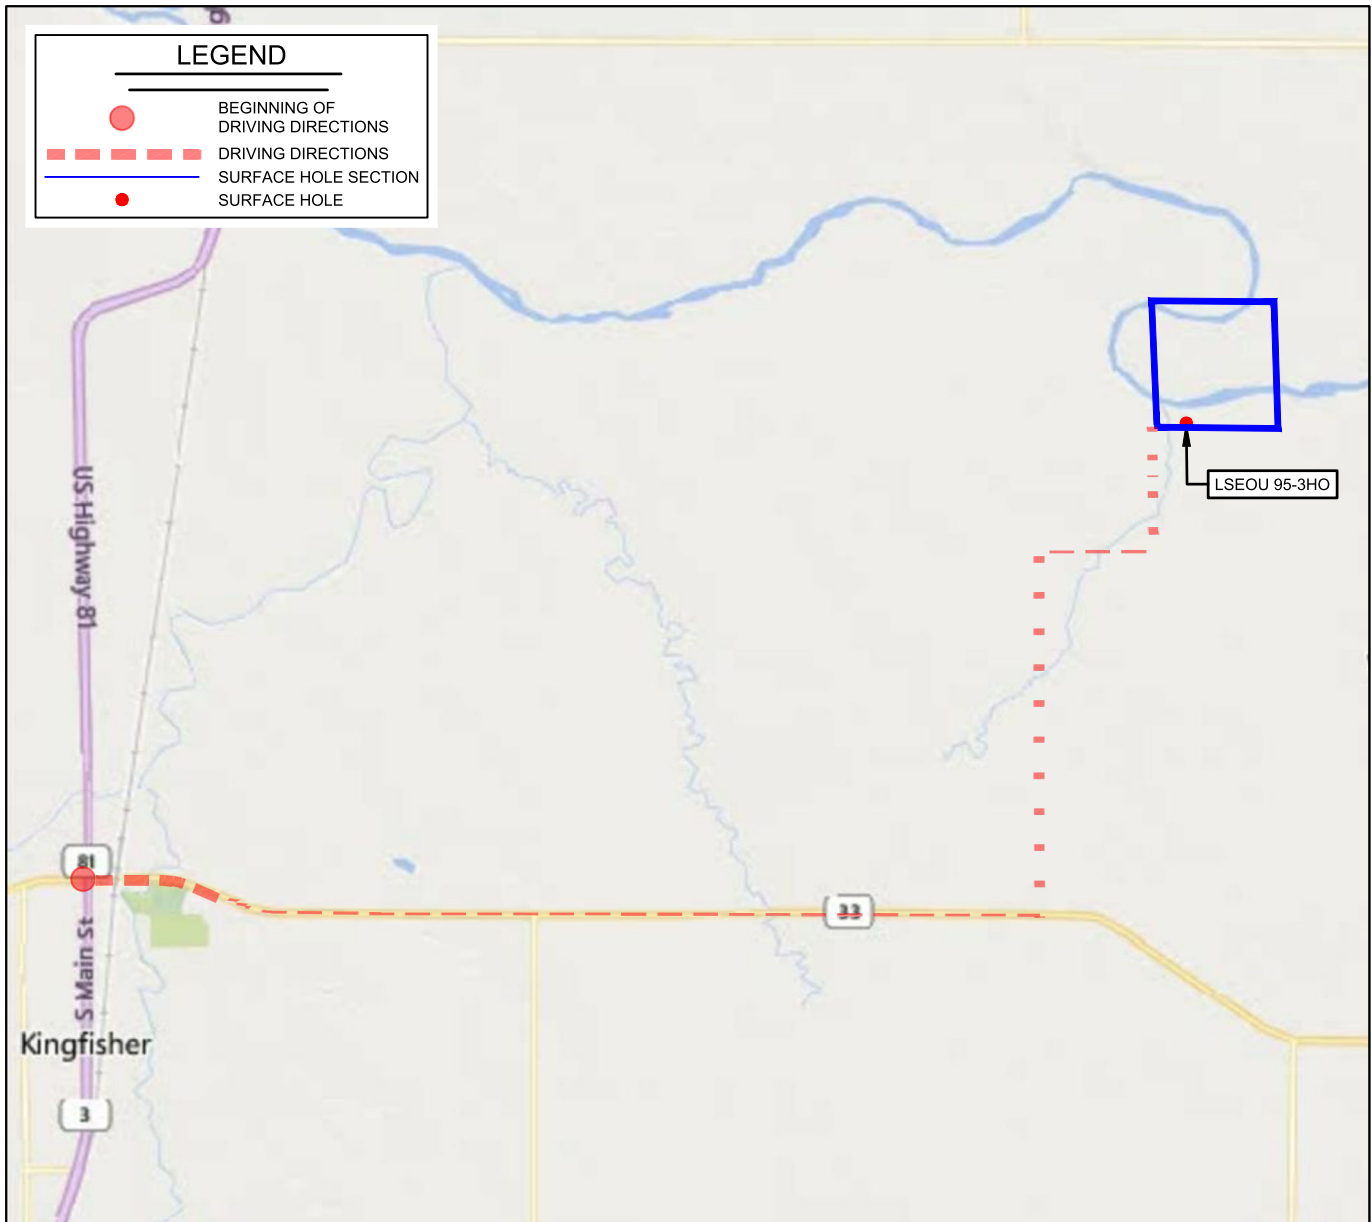 g
LEGEND
BEGINNING OF
DRIVING DIRECTIONS
DRIVING DIRECTIONS
SURFACE HOLE SECTION
SURFACE HOLE
US Highway 81
LSEOU 95-3HO
81
33
S Main St
Kingfisher
3